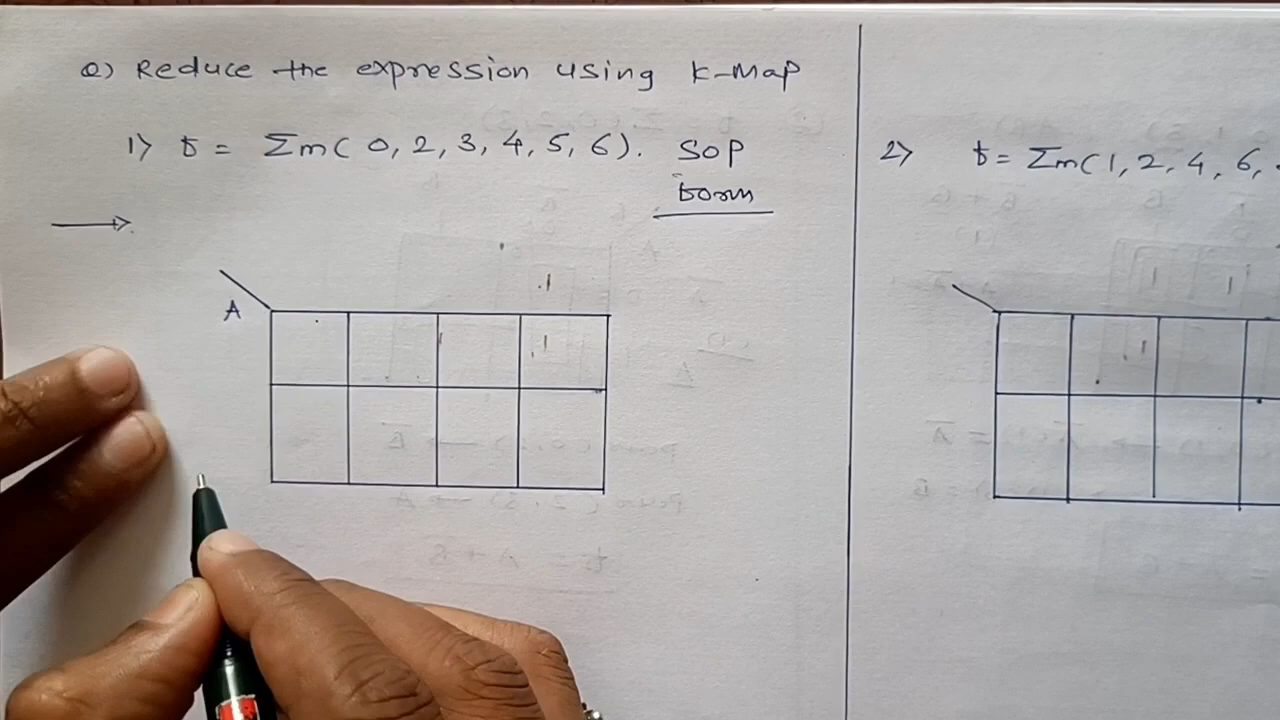 Q) Reduce the expression using K-Map
1) f = Σm( 0, 2, 3, 4, 5, 6). SOP
form
A
2) f = Σm( 1, 2, 4, 6,